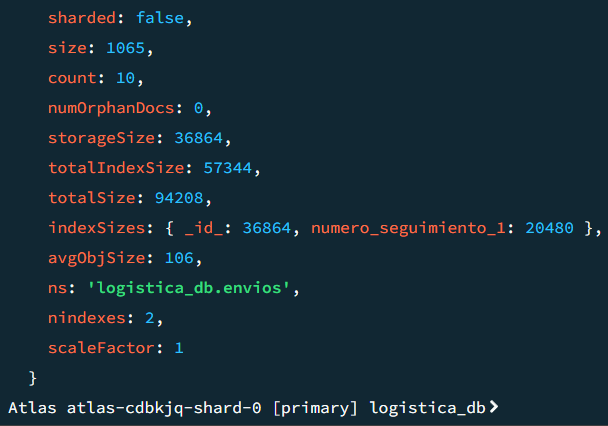 sharded: false,
size: 1065,
count: 10,
numOrphanDocs: 0,
storageSize: 36864,
totalIndexSize: 57344,
totalSize: 94208,
indexSizes: { _id_: 36864, numero_seguimiento_1: 20480 },
avgObjSize: 106,
ns: 'logistica_db.envios',
nindexes: 2,
scaleFactor: 1
}
Atlas atlas-cdbkjq-shard-0 [primary] logistica_db>